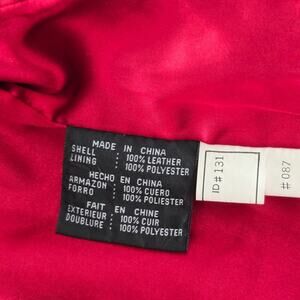 MADE IN CHINA
SHELL : 100% LEATHER
LINING : 100% POLYESTER
HECHO EN CHINA
ARMAZON : 100% CUERO
FORRO : 100% POLIESTER
FAIT EN CHINE
EXTERIEUR : 100% CUIR
DOUBLURE : 100% POLYESTER
ID # 131
# 087